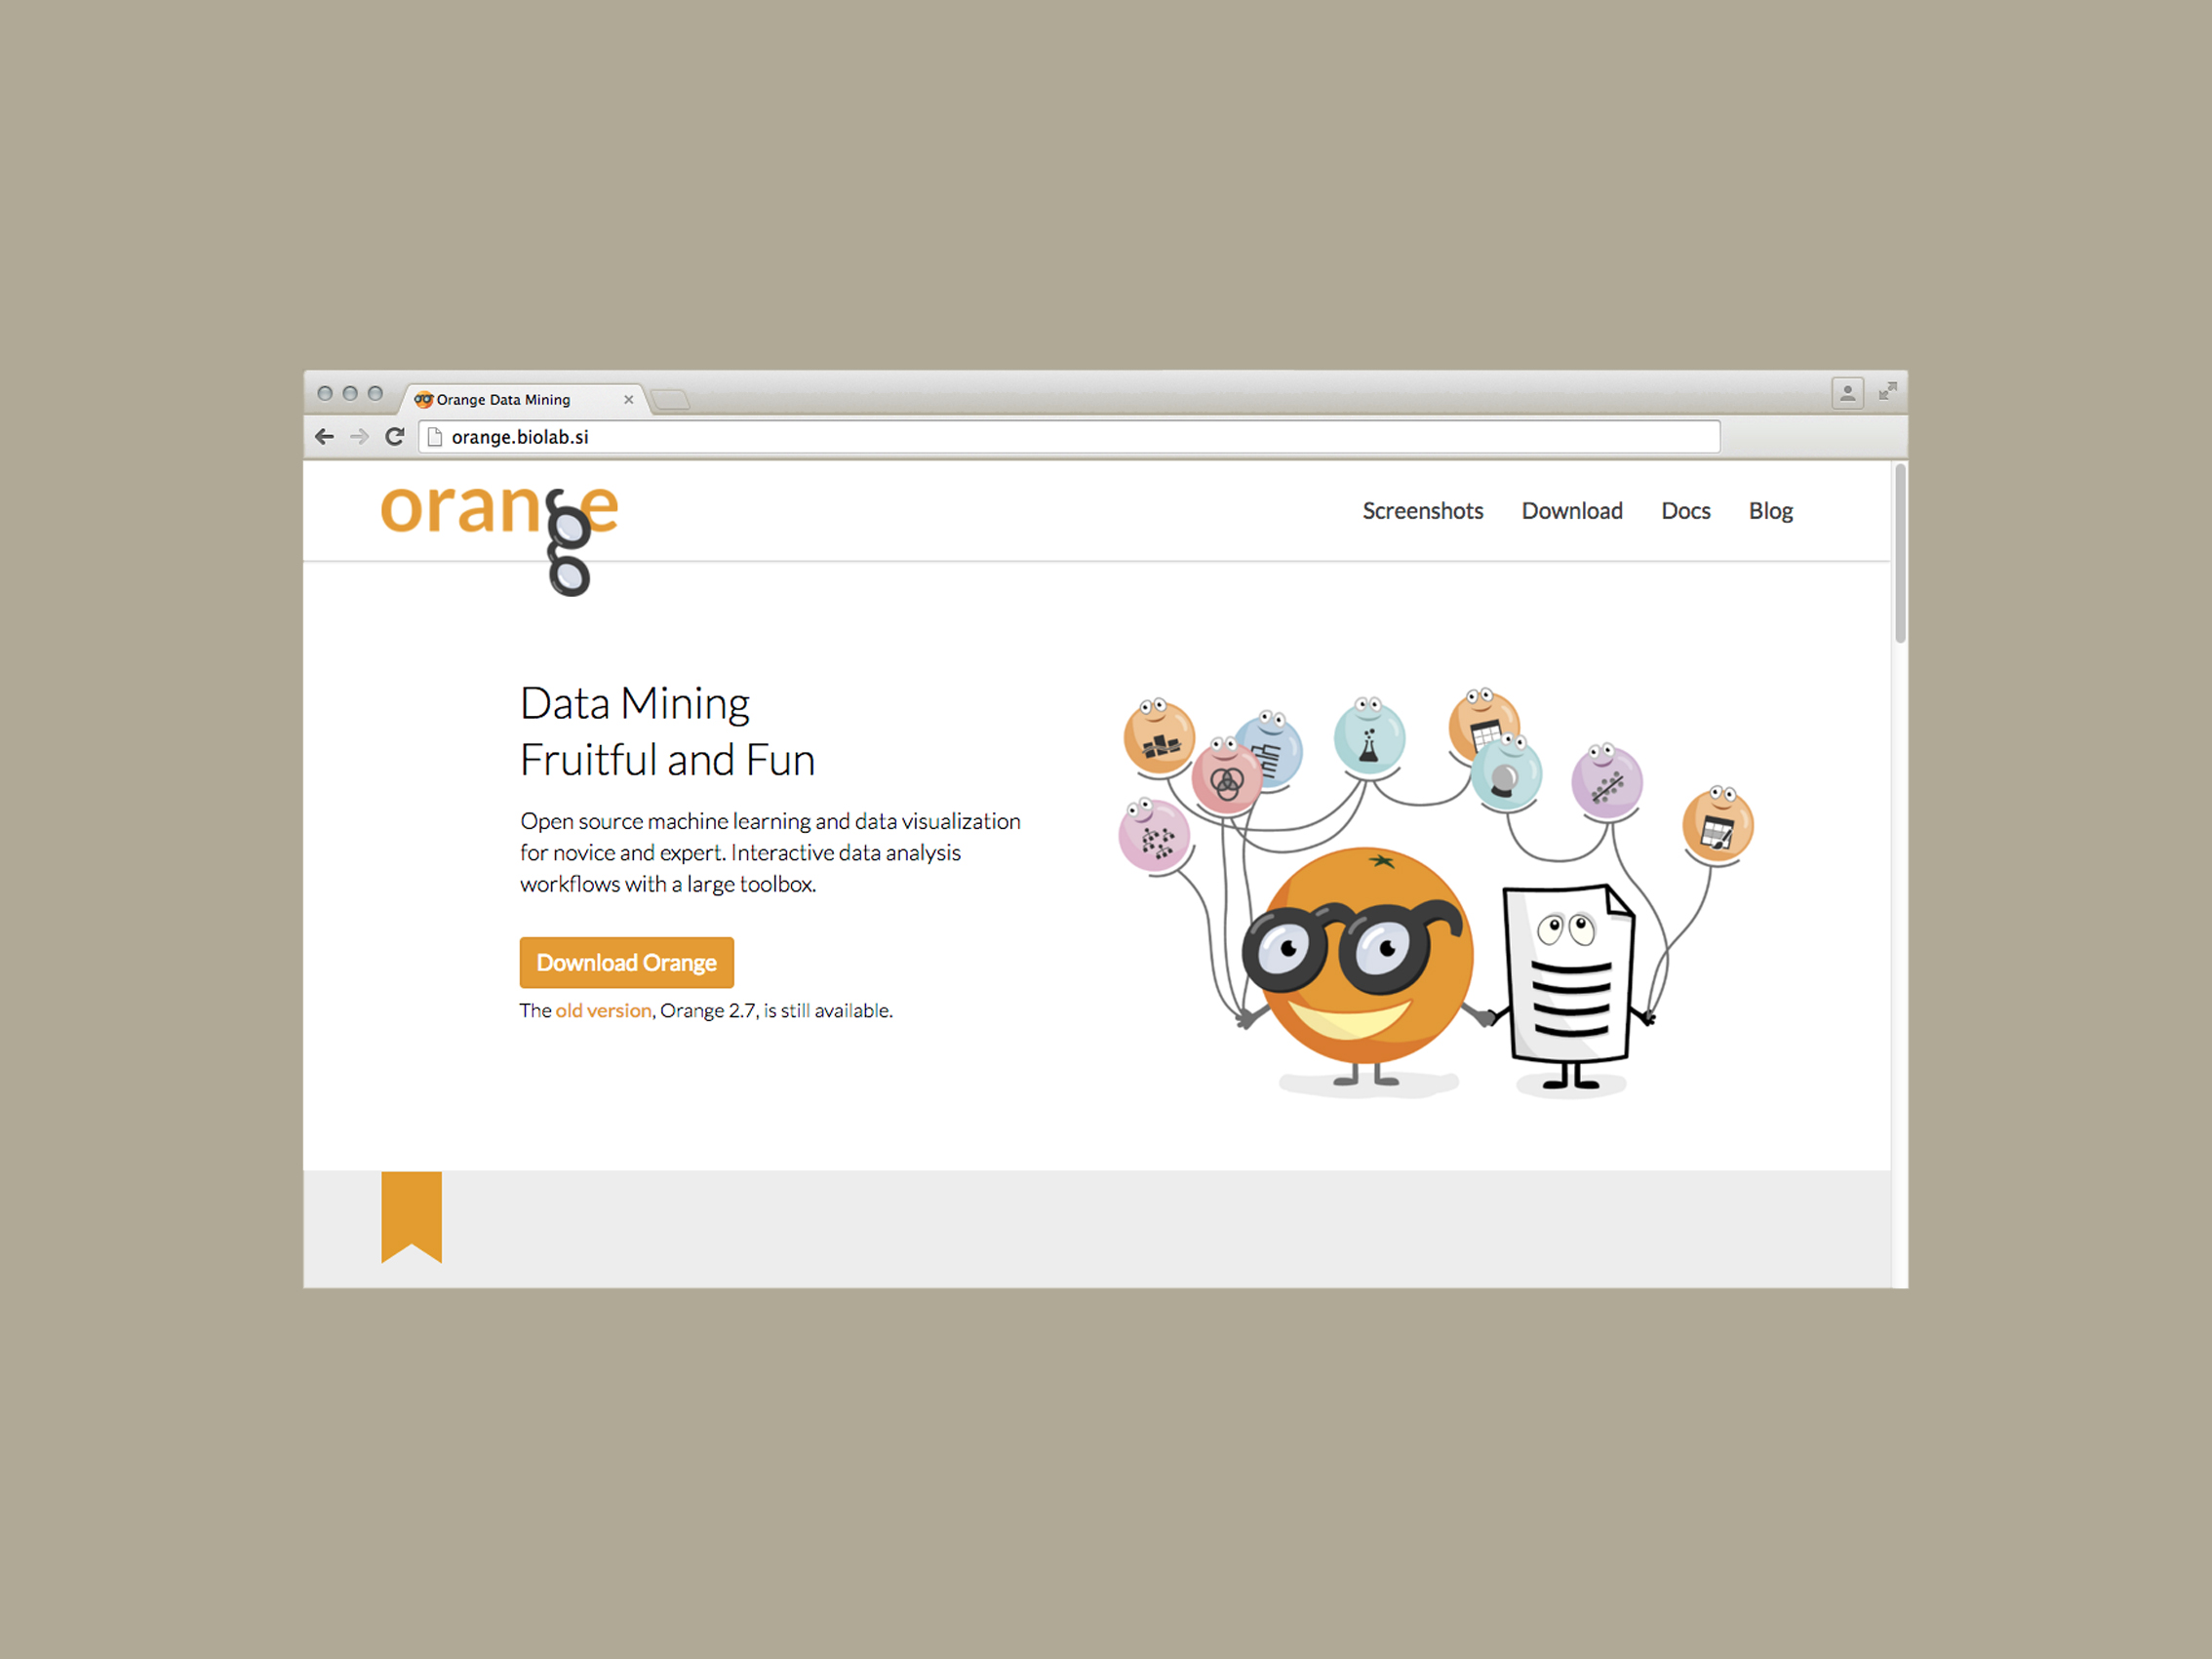 Orange Data Mining
orange.biolab.si
orange
Screenshots Download Docs Blog
Data Mining
Fruitful and Fun
Open source machine learning and data visualization
for novice and expert. Interactive data analysis
workflows with a large toolbox.
Download Orange
The old version, Orange 2.7, is still available.